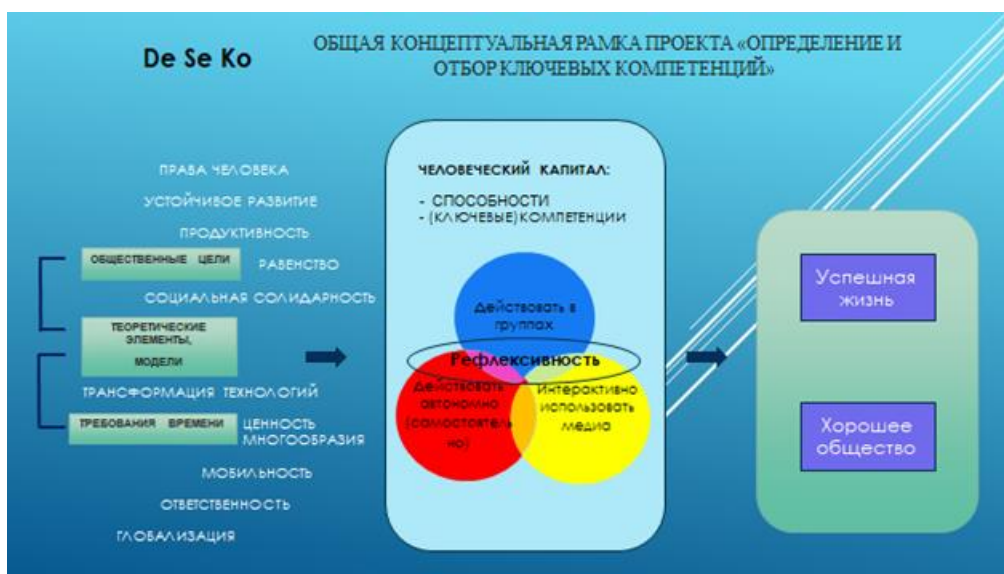 De Se Ko
ОБЩАЯ КОНЦЕПТУАЛЬНАЯ РАМКА ПРОЕКТА «ОПРЕДЕЛЕНИЕ И
ОТБОР КЛЮЧЕВЫХ КОМПЕТЕНЦИЙ»
ПРАВА ЧЕЛОВЕКА
УСТОЙЧИВОЕ РАЗВИТИЕ
ПРОДУКТИВНОСТЬ
ОБЩЕСТВЕННЫЕ ЦЕЛИ
РАВЕНСТВО
СОЦИАЛЬНАЯ СОЛИДАРНОСТЬ
ТЕОРЕТИЧЕСКИЕ
ЭЛЕМЕНТЫ,
МОДЕЛИ
ТРАНСФОРМАЦИЯ ТЕХНОЛОГИЙ
ТРЕБОВАНИЯ ВРЕМЕНИ
ЦЕННОСТЬ
МНОГООБРАЗИЯ
МОБИЛЬНОСТЬ
ОТВЕТСТВЕННОСТЬ
ГЛОБАЛИЗАЦИЯ
ЧЕЛОВЕЧЕСКИЙ КАПИТАЛ:
- СПОСОБНОСТИ
- (КЛЮЧЕВЫЕ) КОМПЕТЕНЦИИ
Действовать в
группах
Рефлексивность
Действовать
автономно
(самостоятель
но)
Интерактивно
использовать
медиа
Успешная
жизнь
Хорошее
общество